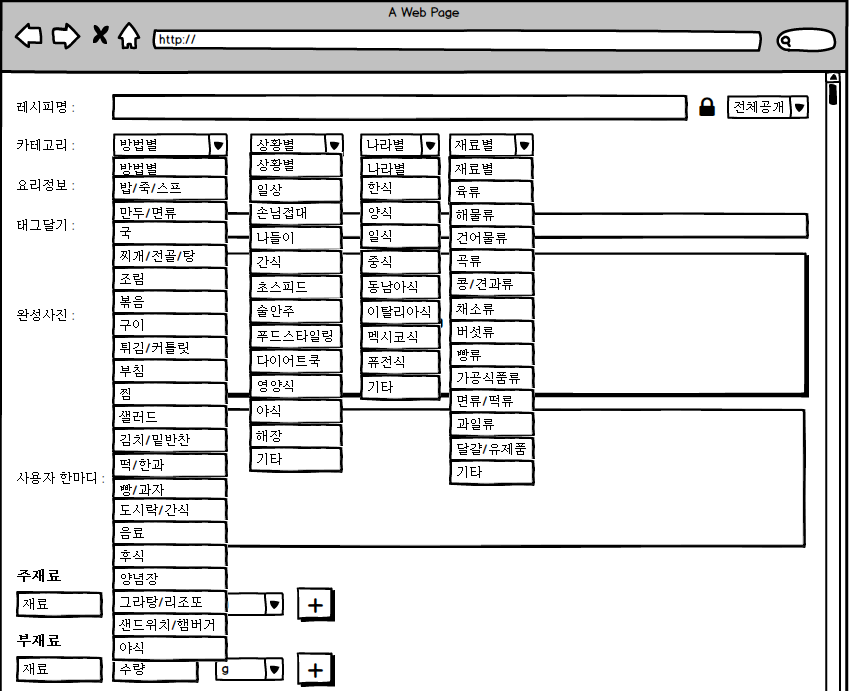 A Web Page
http://
레시피명 :
전체공개
카테고리 :
방법별
상황별
나라별
재료별
요리정보 :
태그달기 :
완성사진 :
사용자 한마디 :
방법별
밥/죽/스프
만두/면류
국
찌개/전골/탕
조림
볶음
구이
튀김/커틀릿
부침
찜
샐러드
김치/밑반찬
떡/한과
빵/과자
도시락/간식
음료
후식
양념장
그라탕/리조또
샌드위치/햄버거
야식
상황별
일상
손님접대
나들이
간식
초스피드
술안주
푸드스타일링
다이어트쿡
영양식
야식
해장
기타
나라별
한식
양식
일식
중식
동남아식
이탈리아식
멕시코식
퓨전식
기타
재료별
육류
해물류
건어물류
곡류
콩/견과류
채소류
버섯류
빵류
가공식품류
면류/떡류
과일류
달걀/유제품
기타
주재료
재료
+
부재료
재료
수량
g
+